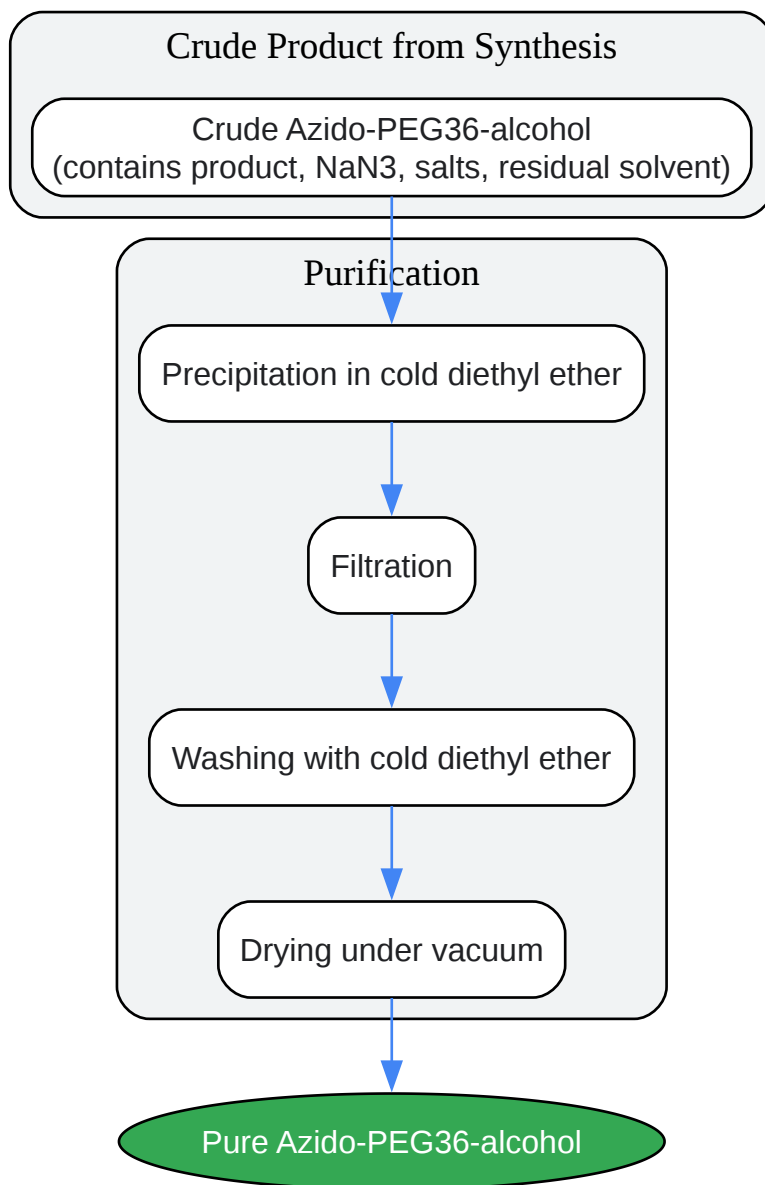 Crude Product from Synthesis
Crude Azido-PEG36-alcohol
(contains product, NaN3, salts, residual solvent)
Purification
Precipitation in cold diethyl ether
Filtration
Washing with cold diethyl ether
Drying under vacuum
Pure Azido-PEG36-alcohol